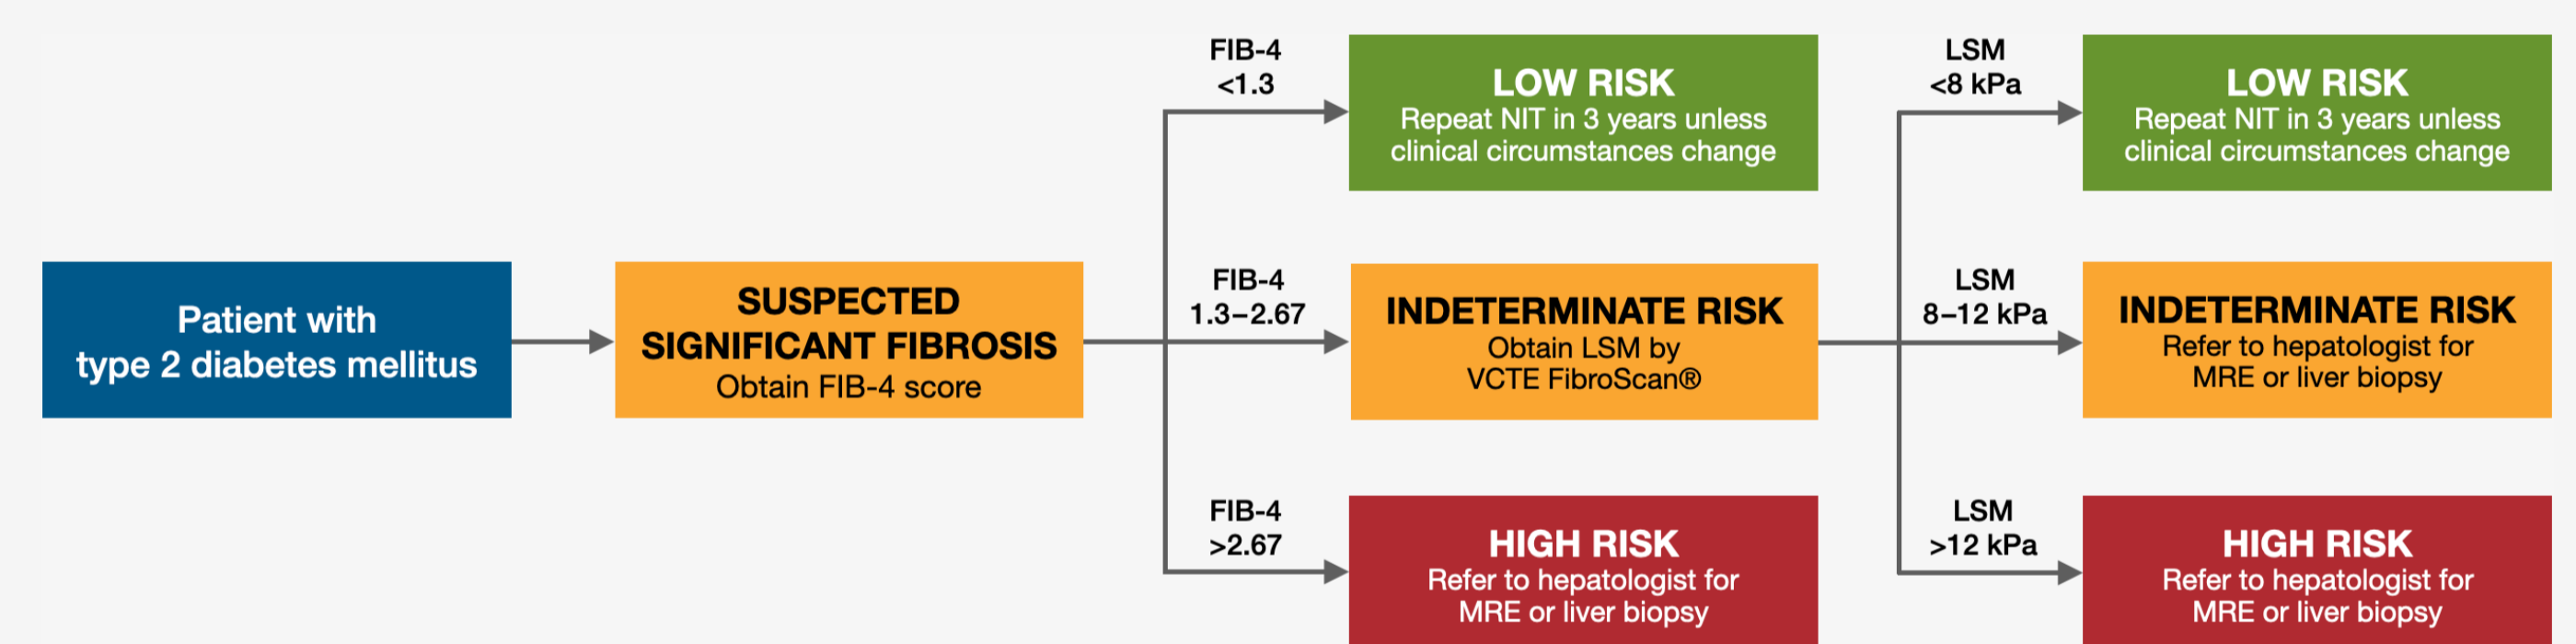 Patient with
type 2 diabetes mellitus
SUSPECTED
SIGNIFICANT FIBROSIS
Obtain FIB-4 score
FIB-4
<1.3
LOW RISK
Repeat NIT in 3 years unless
clinical circumstances change
FIB-4
1.3–2.67
INDETERMINATE RISK
Obtain LSM by
VCTE FibroScan®
FIB-4
>2.67
HIGH RISK
Refer to hepatologist for
MRE or liver biopsy
LSM
<8 kPa
LOW RISK
Repeat NIT in 3 years unless
clinical circumstances change
LSM
8–12 kPa
INDETERMINATE RISK
Refer to hepatologist for
MRE or liver biopsy
LSM
>12 kPa
HIGH RISK
Refer to hepatologist for
MRE or liver biopsy